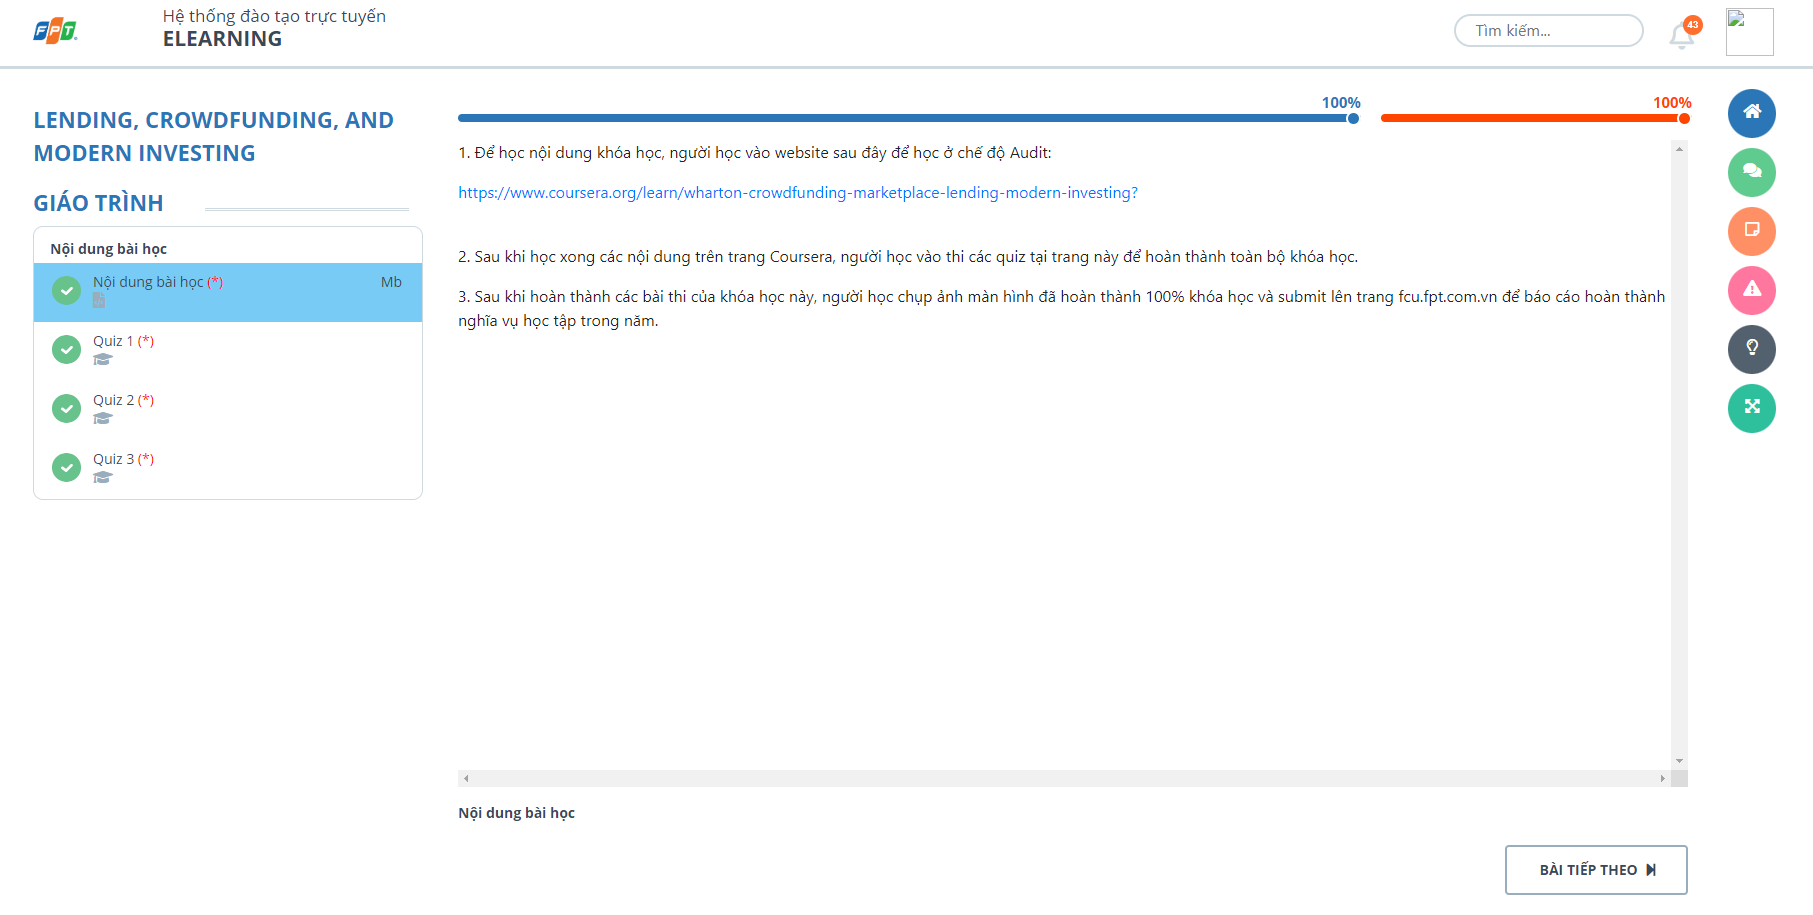 FPT
Hệ thống đào tạo trực tuyến
ELEARNING
Tìm kiếm...
43
LENDING, CROWDFUNDING, AND
MODERN INVESTING
GIÁO TRÌNH
Nội dung bài học
Nội dung bài học (*)
Mb
Quiz 1 (*)
Quiz 2 (*)
Quiz 3 (*)
100%
100%
1. Để học nội dung khóa học, người học vào website sau đây để học ở chế độ Audit:
https://www.coursera.org/learn/wharton-crowdfunding-marketplace-lending-modern-investing?
2. Sau khi học xong các nội dung trên trang Coursera, người học vào thi các quiz tại trang này để hoàn thành toàn bộ khóa học.
3. Sau khi hoàn thành các bài thi của khóa học này, người học chụp ảnh màn hình đã hoàn thành 100% khóa học và submit lên trang fcu.fpt.com.vn để báo cáo hoàn thành
nghĩa vụ học tập trong năm.
Nội dung bài học
BÀI TIẾP THEO